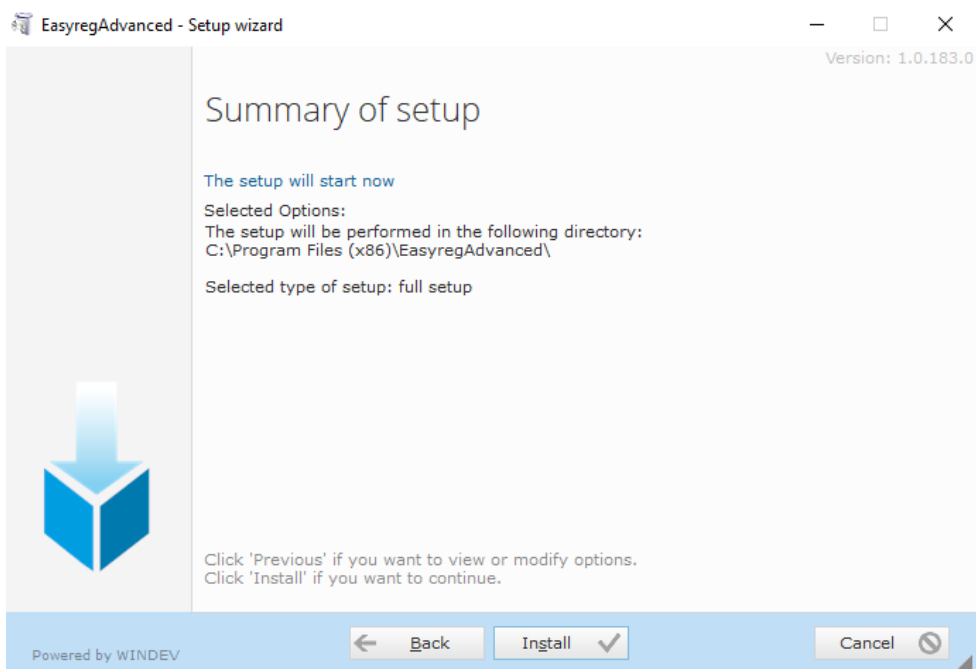 EasyregAdvanced - Setup wizard
Version: 1.0.183.0
Summary of setup
The setup will start now
Selected Options:
The setup will be performed in the following directory:
C:\Program Files (x86)\EasyregAdvanced\
Selected type of setup: full setup
Click 'Previous' if you want to view or modify options.
Click 'Install' if you want to continue.
Powered by WINDEV
Back
Install
Cancel